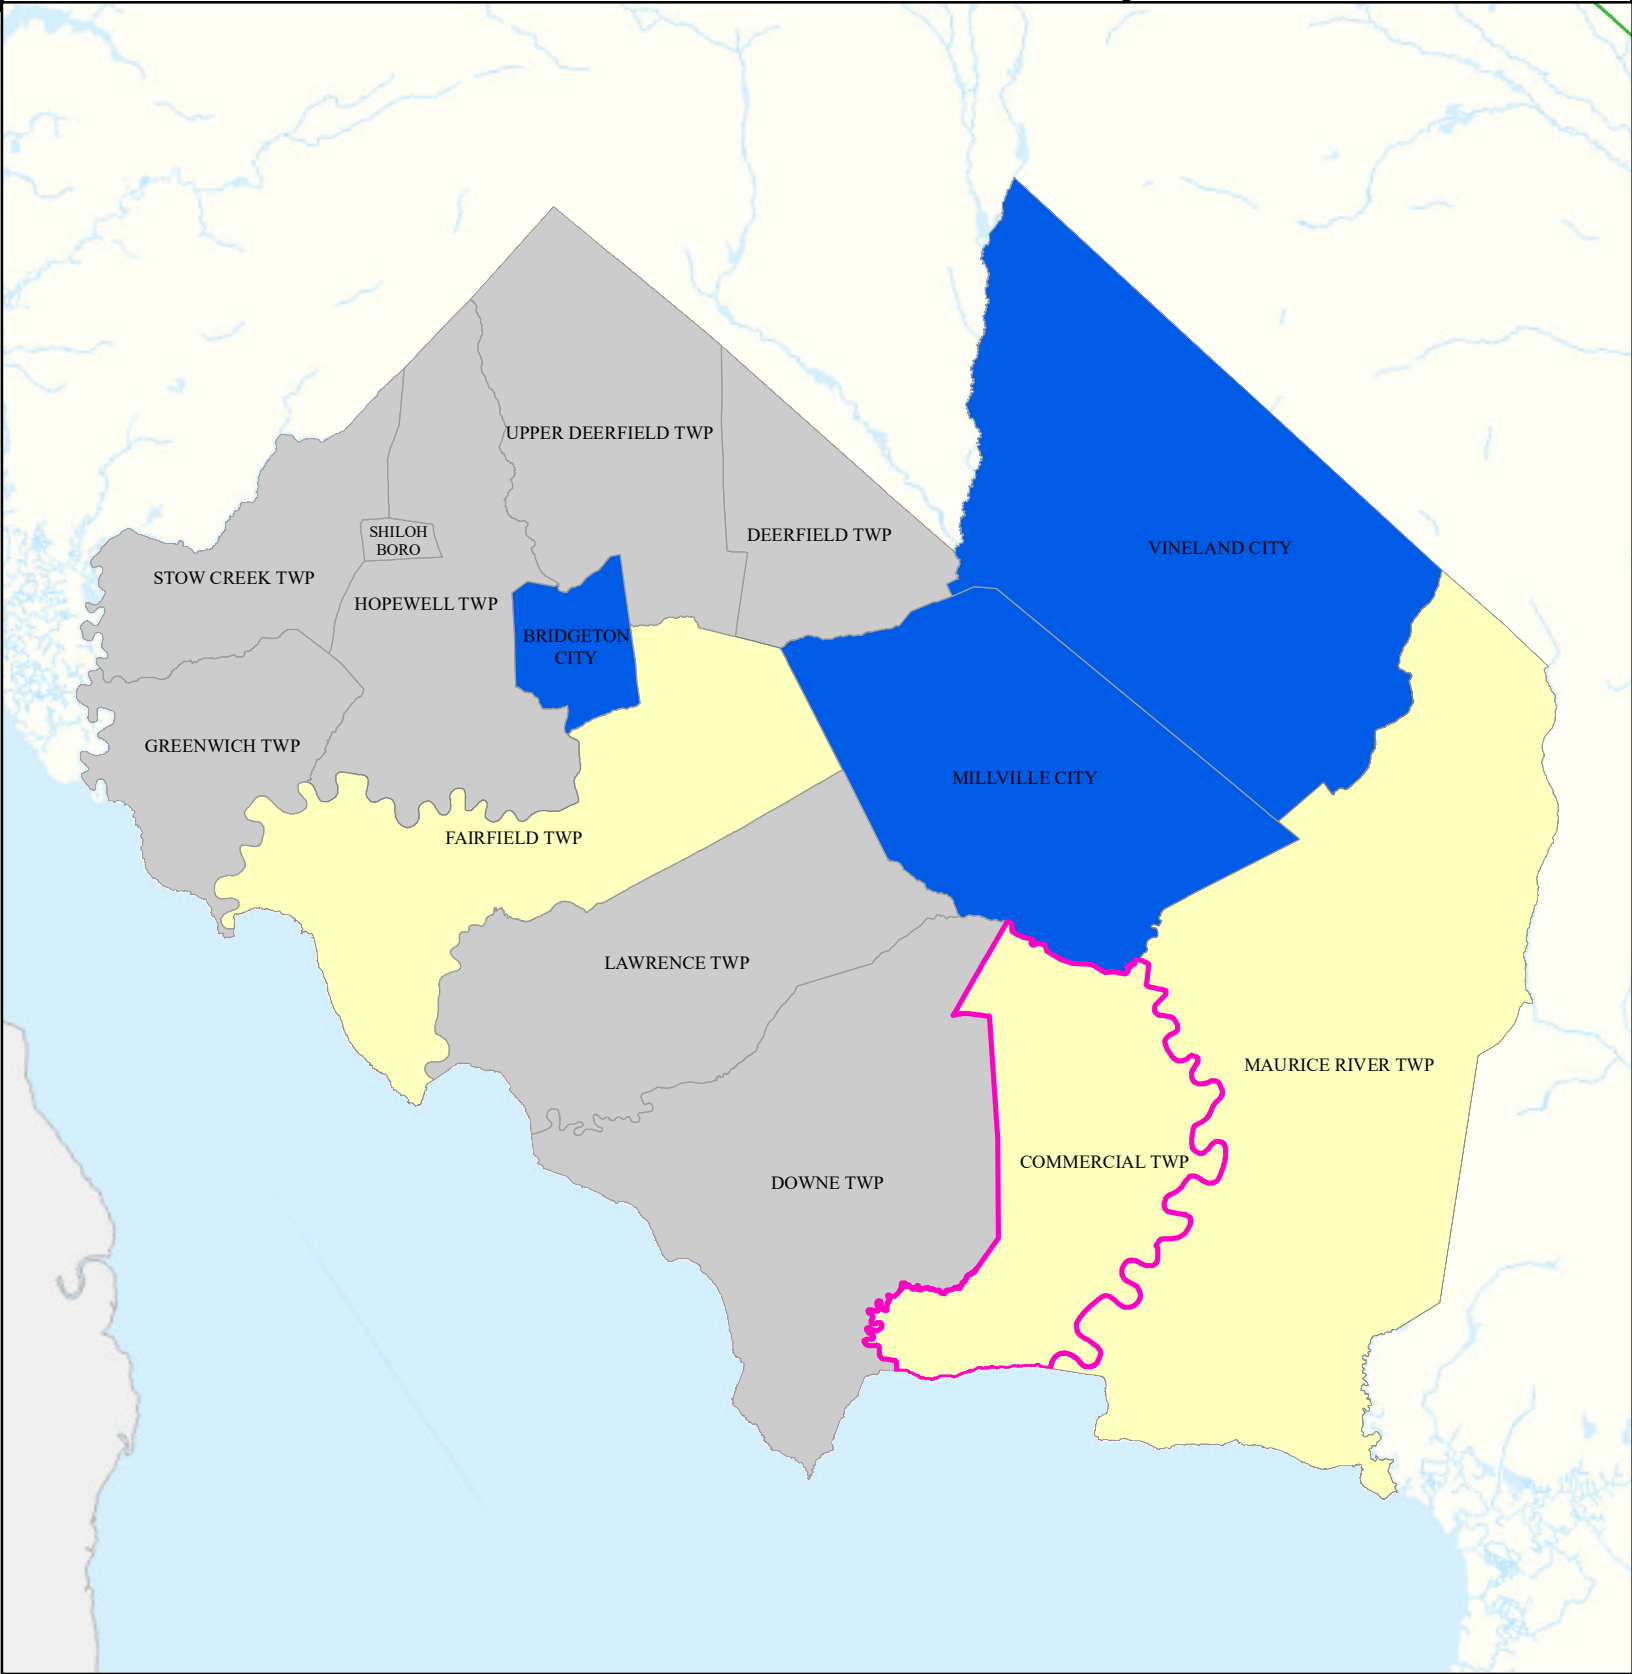 UPPER DEERFIELD TWP
SHILOH
BORO
DEERFIELD TWP
VINELAND CITY
STOW CREEK TWP
HOPEWELL TWP
BRIDGETON
CITY
GREENWICH TWP
MILLVILLE CITY
FAIRFIELD TWP
LAWRENCE TWP
MAURICE RIVER TWP
COMMERCIAL TWP
DOWNE TWP